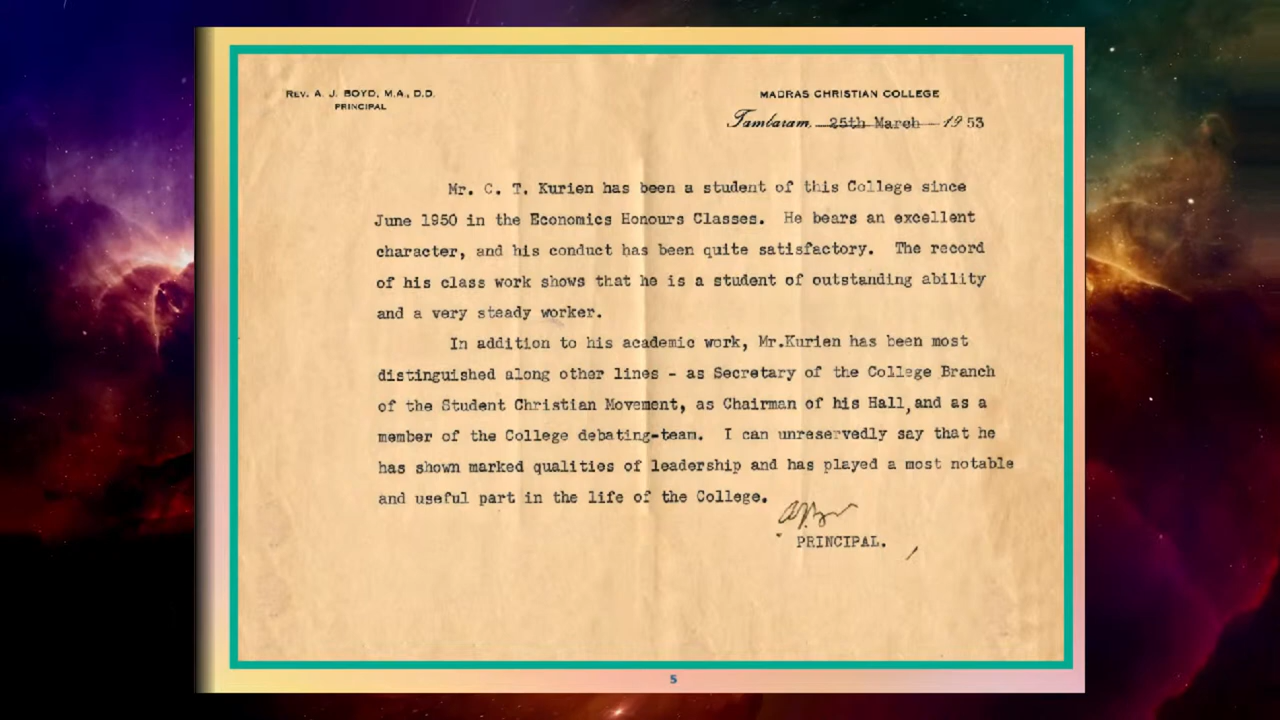 REV. A. J. BOYD, M.A., D.D.
PRINCIPAL
MADRAS CHRISTIAN COLLEGE
Tambaram, 25th March 1953
Mr. C. T. Kurien has been a student of this College since
June 1950 in the Economics Honours Classes. He bears an excellent
character, and his conduct has been quite satisfactory. The record
of his class work shows that he is a student of outstanding ability
and a very steady worker.
In addition to his academic work, Mr.Kurien has been most
distinguished along other lines - as Secretary of the College Branch
of the Student Christian Movement, as Chairman of his Hall,and as a
member of the College debating-team. I can unreservedly say that he
has shown marked qualities of leadership and has played a most notable
and useful part in the life of the College.
PRINCIPAL.
5